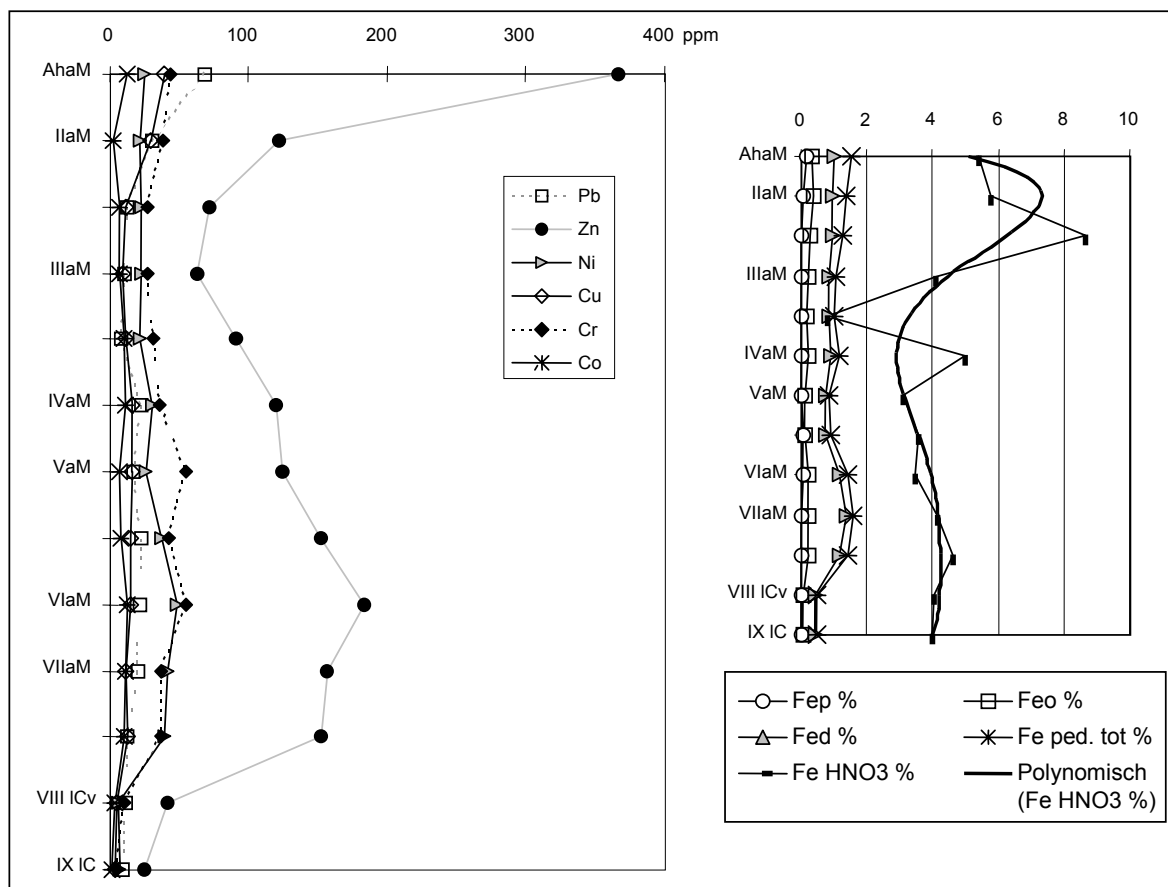 0 100 200 300 400 ppm
AhaM
IIaM
IIIaM
IVaM
VaM
VIaM
VIIaM
VIII ICv
IX IC
Pb
Zn
Ni
Cu
Cr
Co
0 2 4 6 8 10
AhaM
IIaM
IIIaM
IVaM
VaM
VIaM
VIIaM
VIII ICv
IX IC
Fep % Feo %
Fed % Fe ped. tot %
Fe HNO3 % Polynomisch
(Fe HNO3 %)